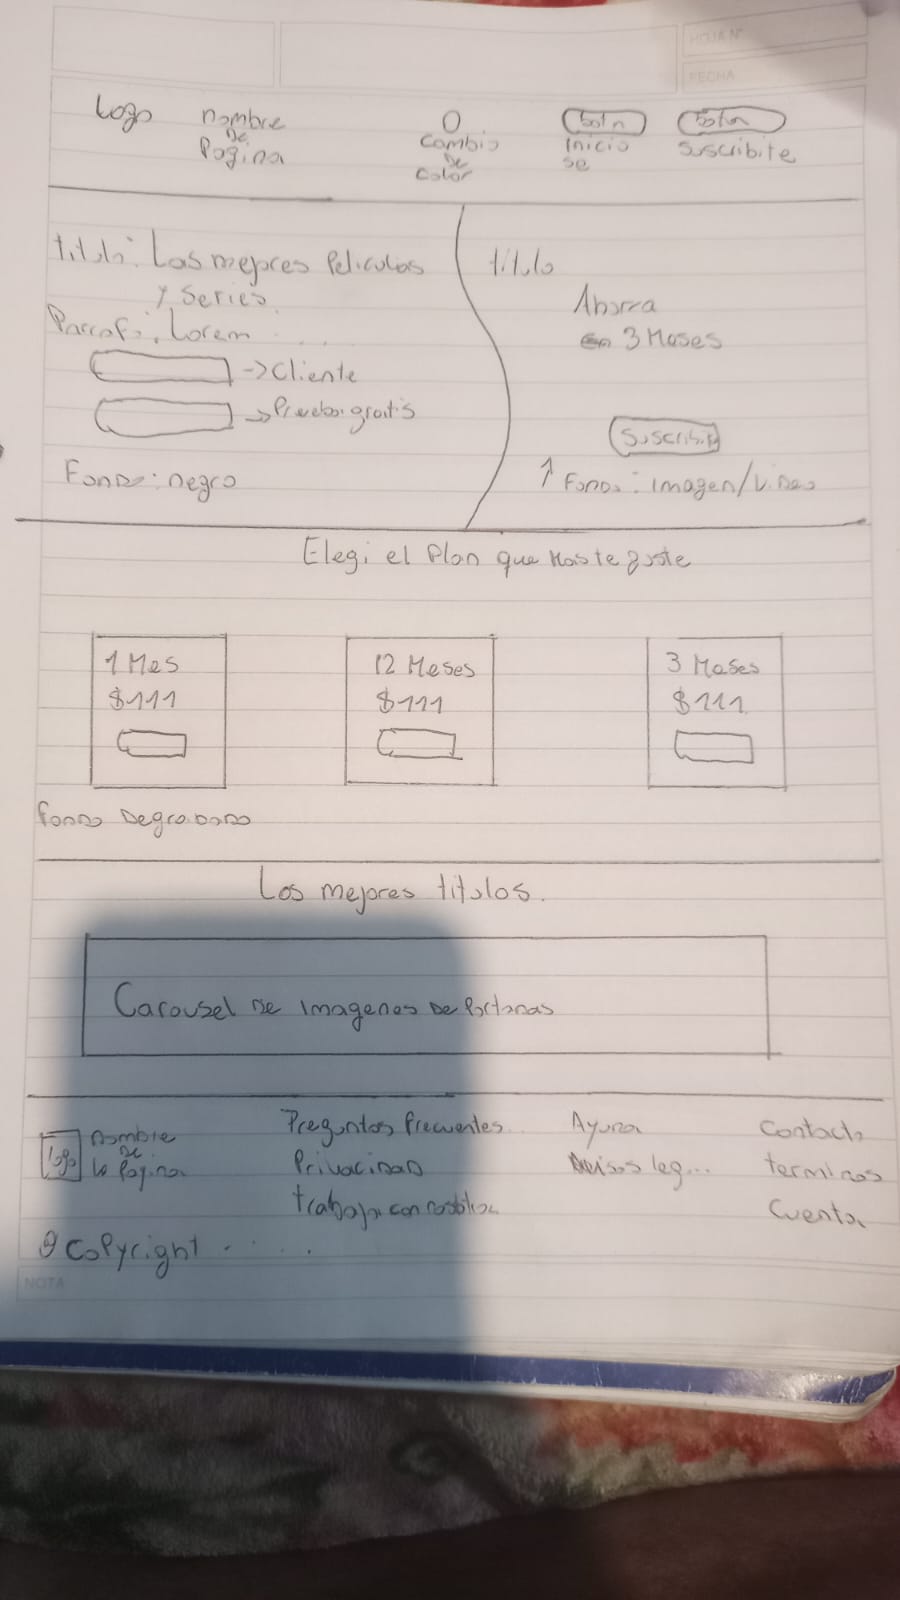 HOJA N°
FECHA
Logo
nombre
De
Pagina
Cambio
De
Color
Boton
Inicio
se
Boton
Suscribite
titulo: Las mejores Peliculas
y Series
Parrafo: Lorem ....
->Cliente
->Prueba gratis
Fondo: negro
titulo
Ahorra
en 3 Meses
Suscribite
↑ Fondo: imagen/Video
Elegi el Plan que mas te guste
1 Mes
$111
12 Meses
$111
3 Meses
$111
Fondo Degradado
Los mejores titulos.
Carousel de imagenes de Portadas
logo
nombre
De
la Pagina
Preguntas frecuentes
Privacidad
trabaja con nosotros
Ayuda
Avisos leg...
Contacto
terminos
Cuenta
Copyright . . . .
NOTA